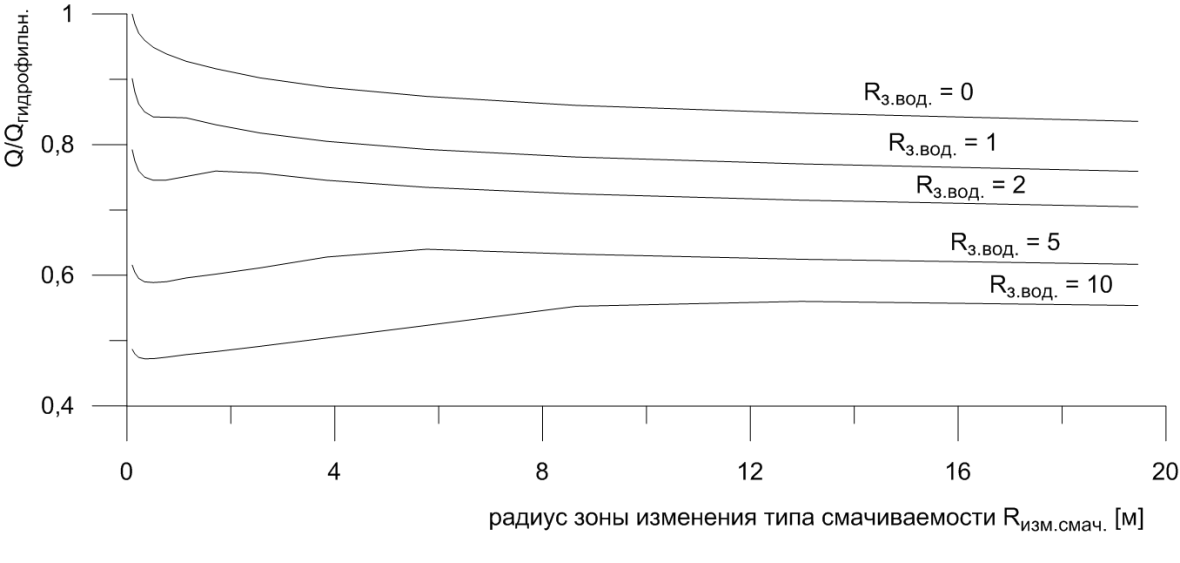 Q/Qгидрофильн.
1
0,8
0,6
0,4
Rз.вод. = 0
Rз.вод. = 1
Rз.вод. = 2
Rз.вод. = 5
Rз.вод. = 10
0 4 8 12 16 20
радиус зоны изменения типа смачиваемости Rизм.смач. [м]